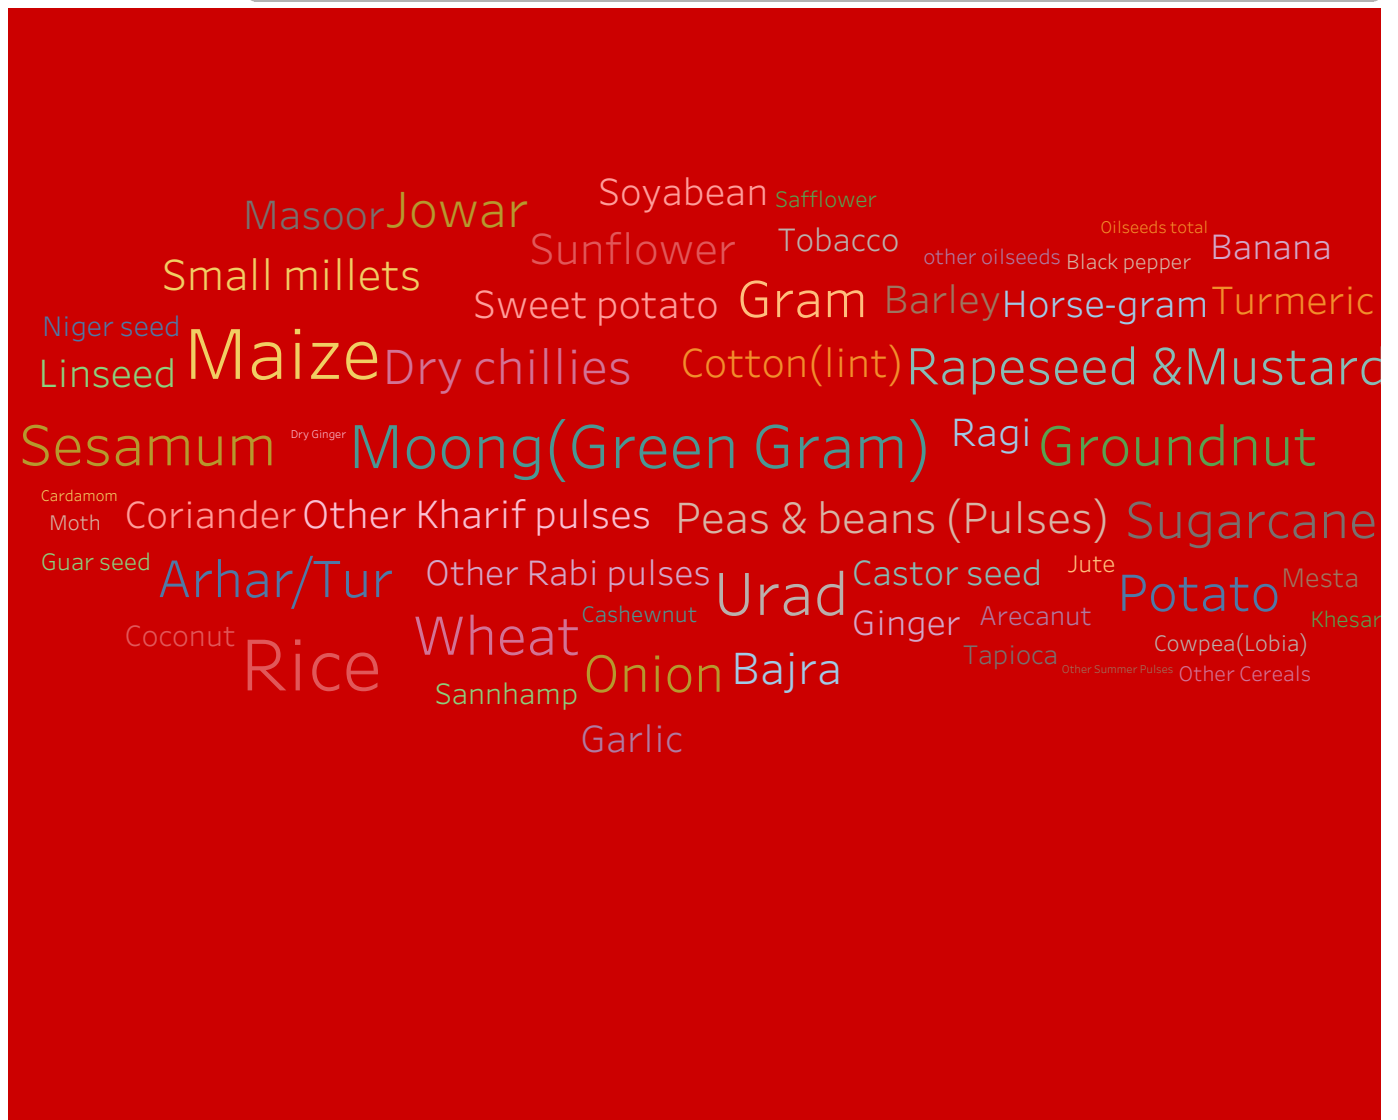 Soyabean
Safflower
Masoor
Jowar
Oilseeds total
Sunflower
Tobacco
other oilseeds
Black pepper
Banana
Small millets
Sweet potato
Gram
Barley
Horse-gram
Turmeric
Niger seed
Maize
Linseed
Dry chillies
Cotton(lint)
Rapeseed &Mustard
Sesamum
Dry Ginger
Moong(Green Gram)
Ragi
Groundnut
Cardamom
Moth
Coriander
Other Kharif pulses
Peas & beans (Pulses)
Sugarcane
Guar seed
Arhar/Tur
Other Rabi pulses
Urad
Castor seed
Jute
Potato
Mesta
Coconut
Rice
Wheat
Cashewnut
Ginger
Arecanut
Khesar
Cowpea(Lobia)
Sannhamp
Onion
Bajra
Tapioca
Other Summer Pulses
Other Cereals
Garlic